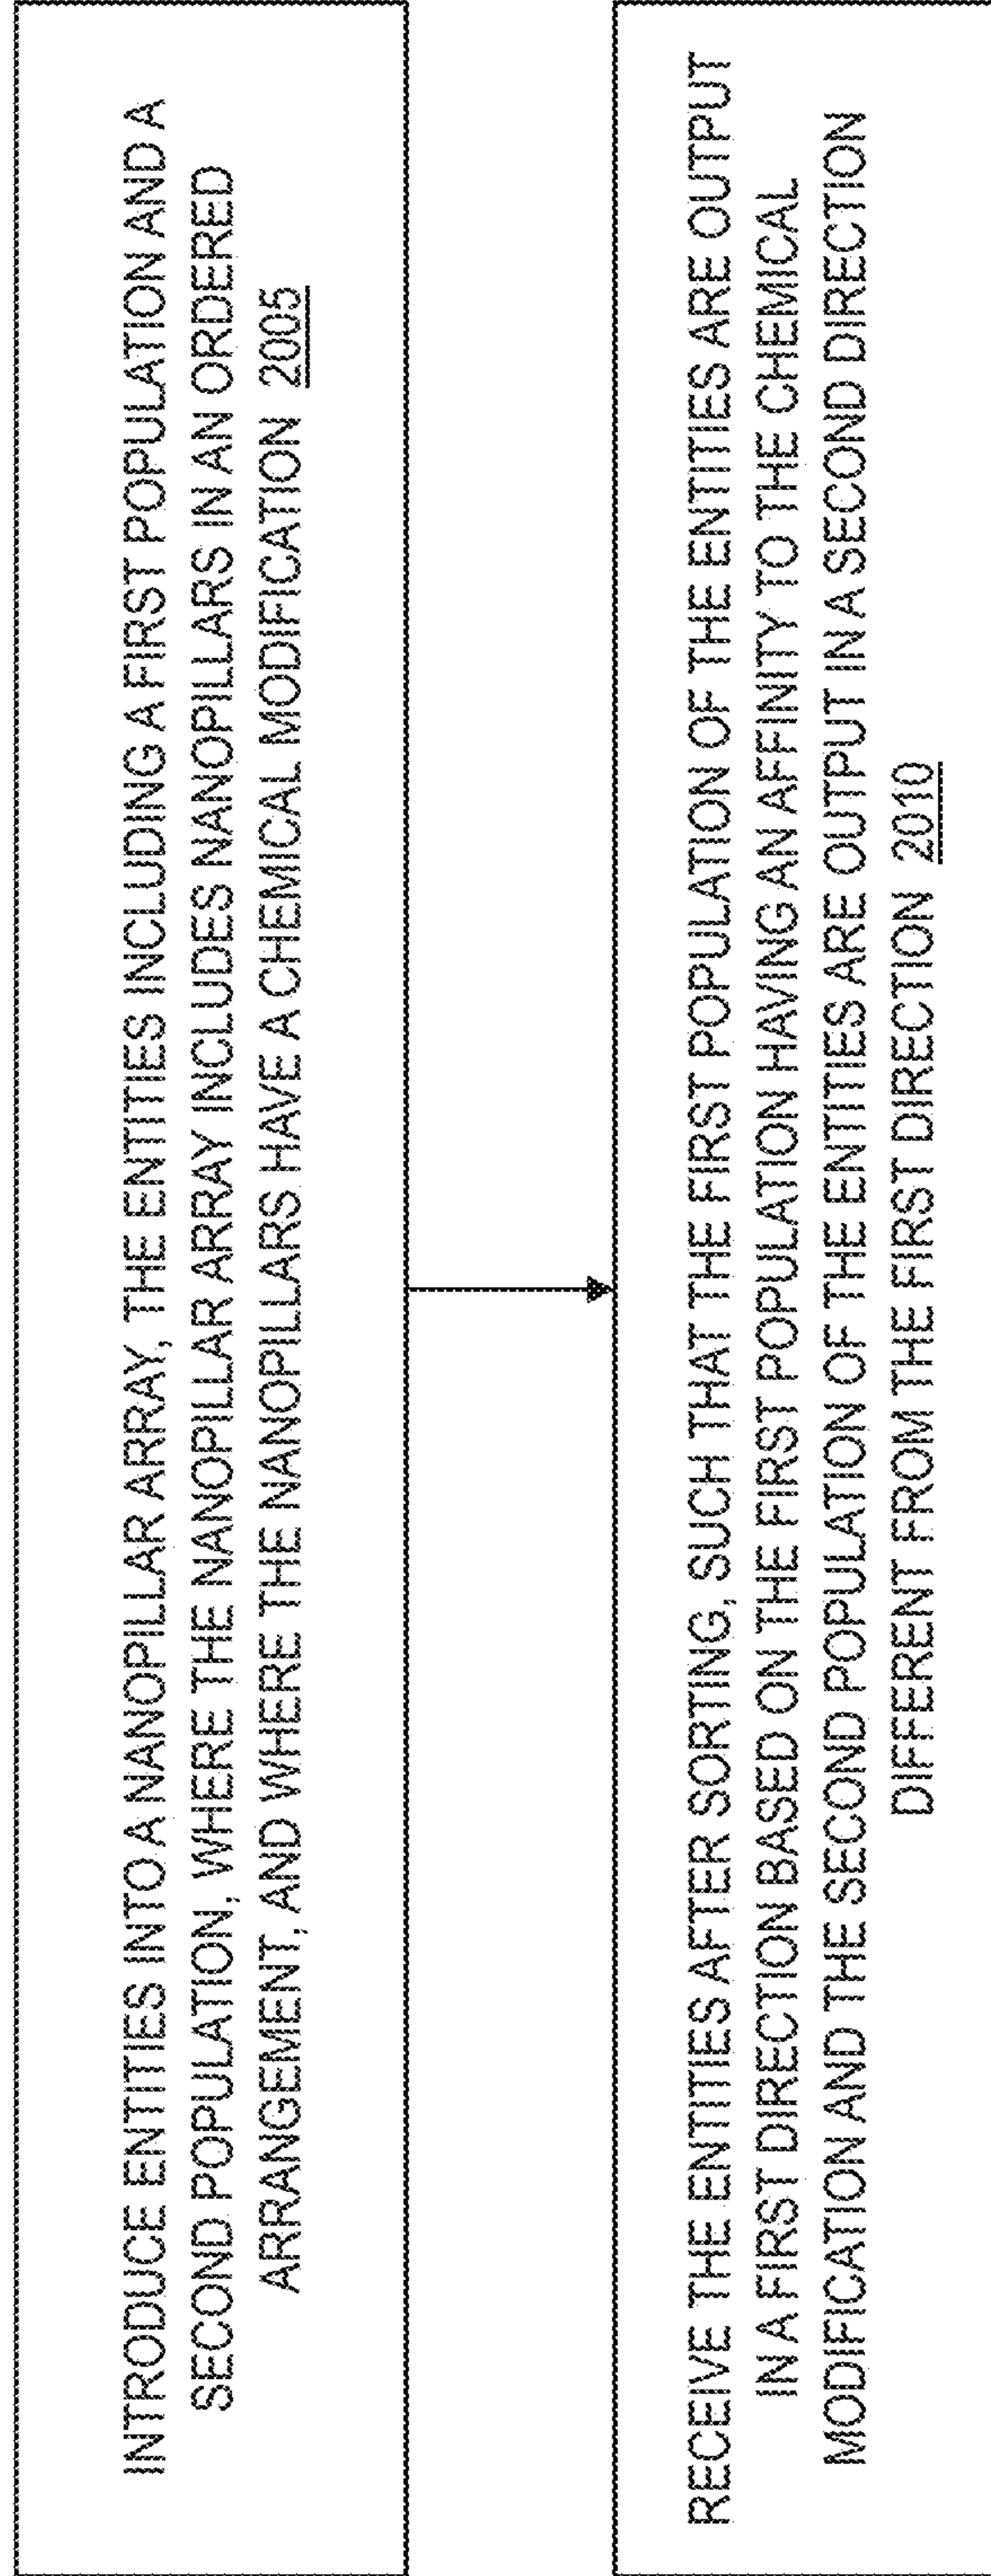 INTRODUCE ENTITIES INTO A NANOPILLAR ARRAY, THE ENTITIES INCLUDING A FIRST POPULATION AND A
SECOND POPULATION, WHERE THE NANOPILLAR ARRAY INCLUDES NANOPILLARS IN AN ORDERED
ARRANGEMENT, AND WHERE THE NANOPILLARS HAVE A CHEMICAL MODIFICATION 2005
RECEIVE THE ENTITIES AFTER SORTING, SUCH THAT THE FIRST POPULATION OF THE ENTITIES ARE OUTPUT
IN A FIRST DIRECTION BASED ON THE FIRST POPULATION HAVING AN AFFINITY TO THE CHEMICAL
MODIFICATION AND THE SECOND POPULATION OF THE ENTITIES ARE OUTPUT IN A SECOND DIRECTION
DIFFERENT FROM THE FIRST DIRECTION 2010